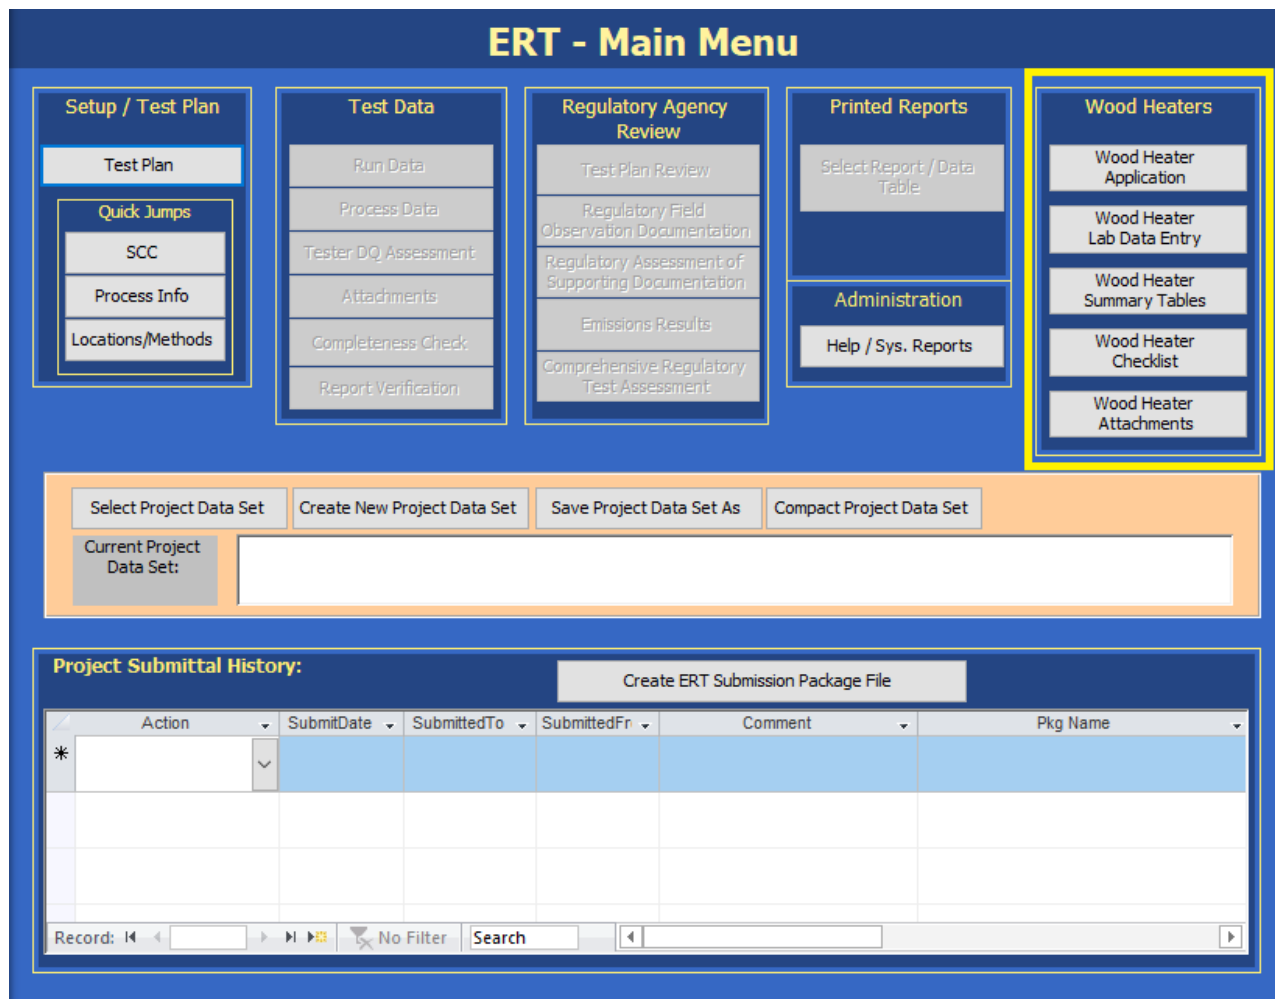 ERT - Main Menu
Setup / Test Plan
Test Plan
Quick Jumps
SCC
Process Info
Locations/Methods
Test Data
Run Data
Process Data
Tester DQ Assessment
Attachments
Completeness Check
Report Verification
Regulatory Agency
Review
Test Plan Review
Regulatory Field
Observation Documentation
Regulatory Assessment of
Supporting Documentation
Emissions Results
Comprehensive Regulatory
Test Assessment
Printed Reports
Select Report / Data
Table
Administration
Help / Sys. Reports
Wood Heaters
Wood Heater
Application
Wood Heater
Lab Data Entry
Wood Heater
Summary Tables
Wood Heater
Checklist
Wood Heater
Attachments
Select Project Data Set
Create New Project Data Set
Save Project Data Set As
Compact Project Data Set
Current Project
Data Set:
Project Submittal History:
Create ERT Submission Package File
Action SubmitDate SubmittedTo SubmittedFr Comment Pkg Name
Record: No Filter Search